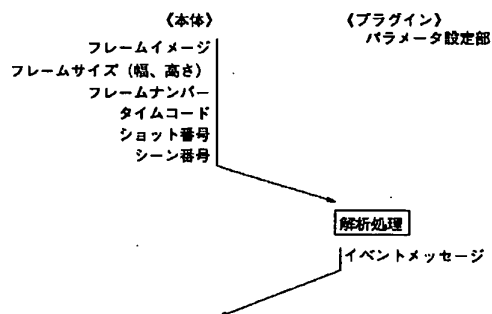 《本体》
《プラグイン》
パラメータ設定部
フレームイメージ
フレームサイズ（幅、高さ）
フレームナンバー
タイムコード
ショット番号
シーン番号
解析処理
イベントメッセージ